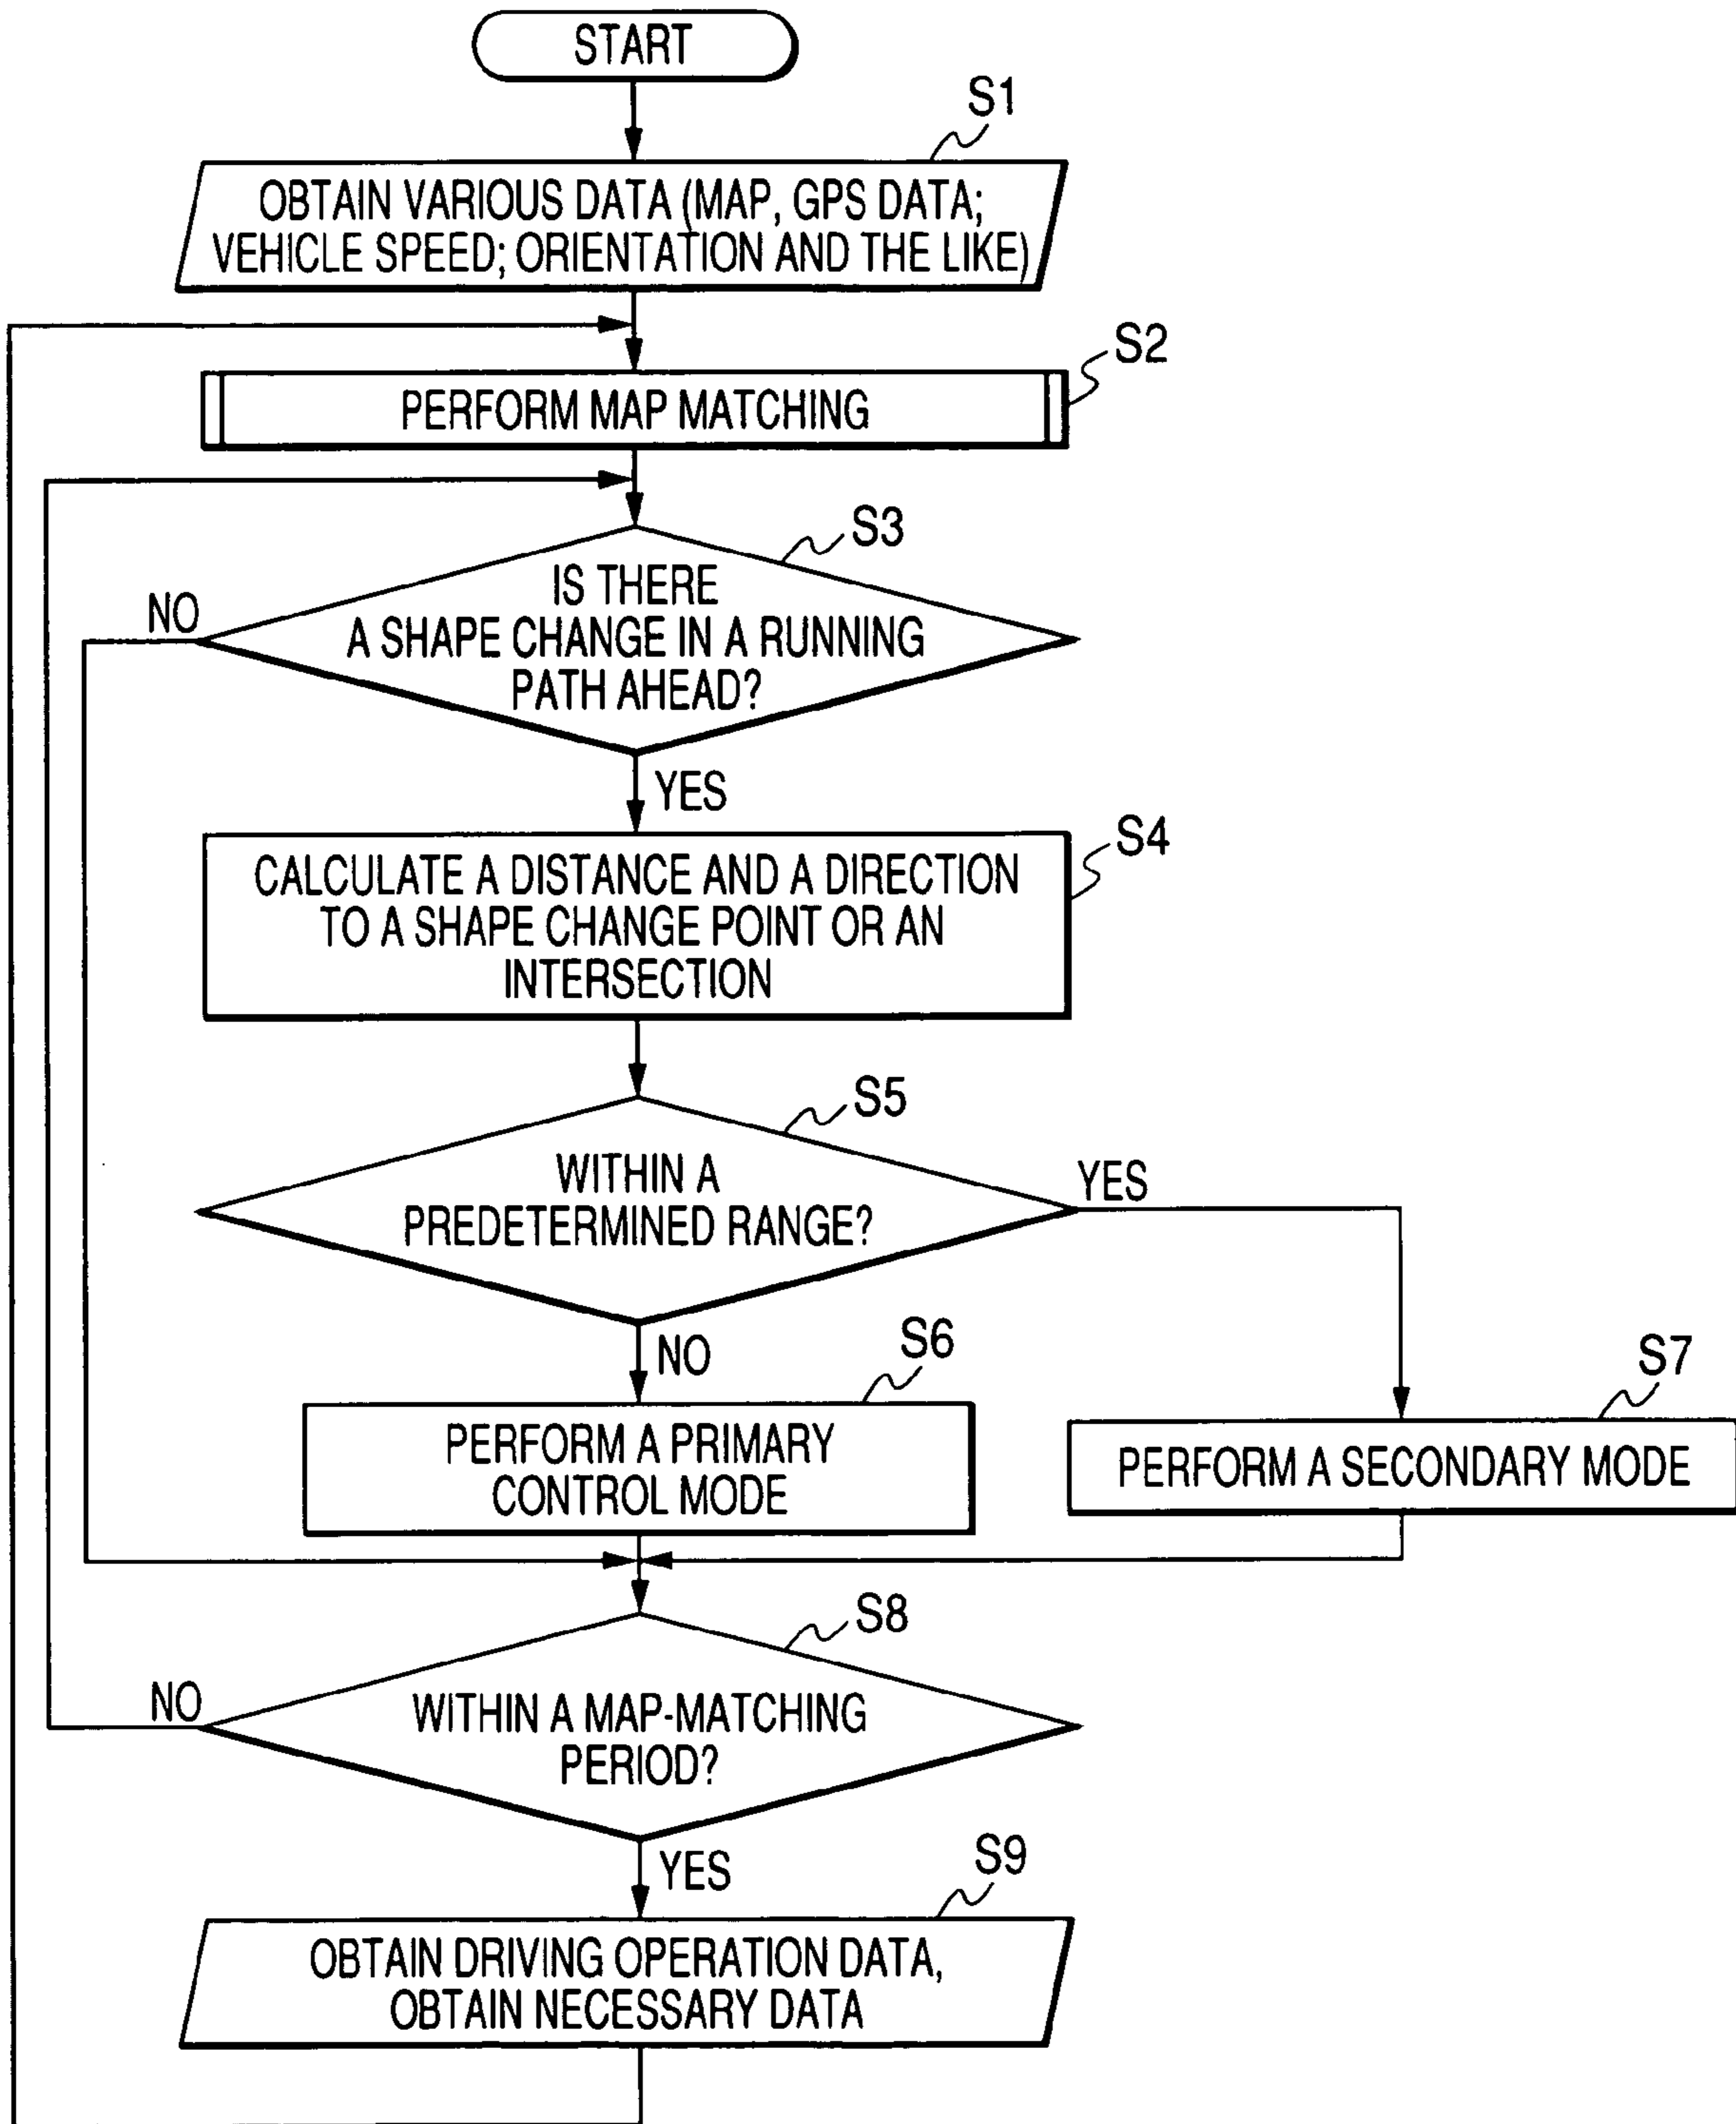 START
S1
OBTAIN VARIOUS DATA (MAP, GPS DATA;
VEHICLE SPEED; ORIENTATION AND THE LIKE)
S2
PERFORM MAP MATCHING
S3
IS THERE
A SHAPE CHANGE IN A RUNNING
PATH AHEAD?
NO
YES
S4
CALCULATE A DISTANCE AND A DIRECTION
TO A SHAPE CHANGE POINT OR AN
INTERSECTION
S5
WITHIN A
PREDETERMINED RANGE?
YES
NO
S6
PERFORM A PRIMARY
CONTROL MODE
S7
PERFORM A SECONDARY MODE
S8
WITHIN A MAP-MATCHING
PERIOD?
NO
YES
S9
OBTAIN DRIVING OPERATION DATA,
OBTAIN NECESSARY DATA